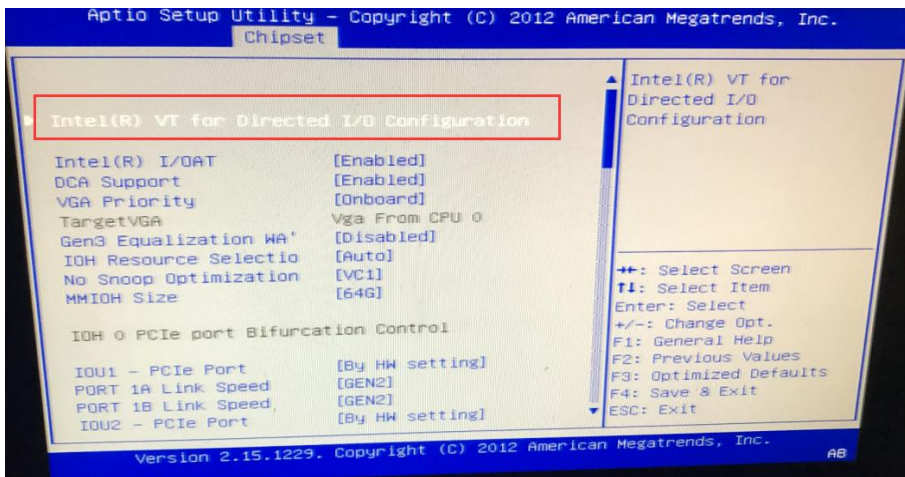 Aptio Setup Utility – Copyright (C) 2012 American Megatrends, Inc.
Chipset
Intel(R) VT for Directed I/O Configuration
Intel(R) I/OAT [Enabled]
DCA Support [Enabled]
VGA Priority [Onboard]
TargetVGA Vga From CPU 0
Gen3 Equalization WA' [Disabled]
IOH Resource Selectio [Auto]
No Snoop Optimization [VC1]
MMIOH Size [64G]
IOH 0 PCIe port Bifurcation Control
IOU1 – PCIe Port [By HW setting]
PORT 1A Link Speed [GEN2]
PORT 1B Link Speed [GEN2]
IOU2 – PCIe Port [By HW setting]
Intel(R) VT for
Directed I/O
Configuration
→←: Select Screen
↑↓: Select Item
Enter: Select
+/-: Change Opt.
F1: General Help
F2: Previous Values
F3: Optimized Defaults
F4: Save & Exit
ESC: Exit
Version 2.15.1229. Copyright (C) 2012 American Megatrends, Inc.
AB